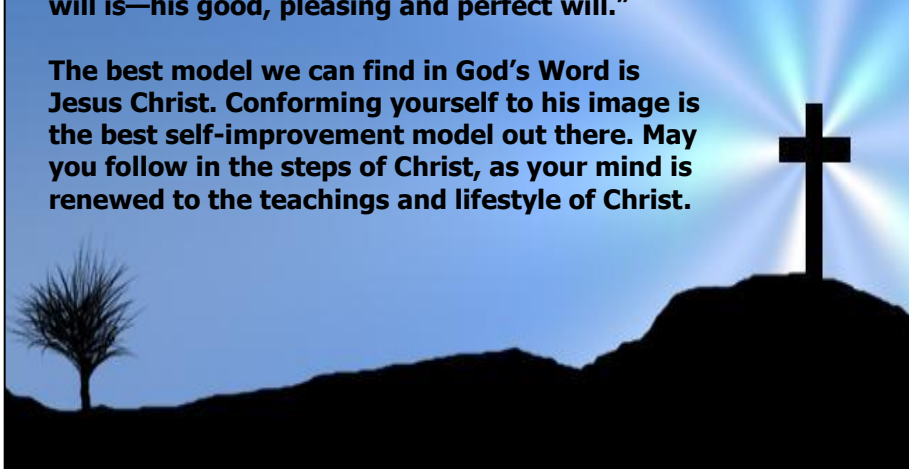 will is—his good, pleasing and perfect will.”
The best model we can find in God’s Word is
Jesus Christ. Conforming yourself to his image is
the best self-improvement model out there. May
you follow in the steps of Christ, as your mind is
renewed to the teachings and lifestyle of Christ.